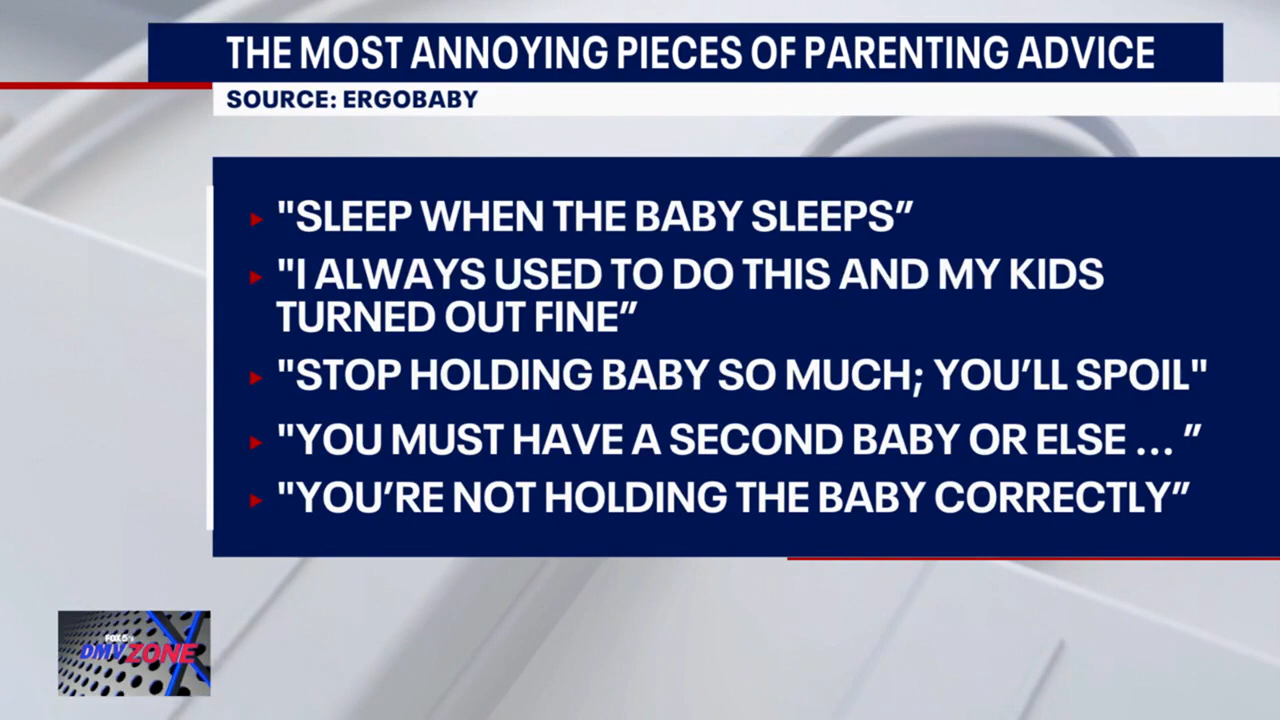 THE MOST ANNOYING PIECES OF PARENTING ADVICE
SOURCE: ERGOBABY
"SLEEP WHEN THE BABY SLEEPS”
"I ALWAYS USED TO DO THIS AND MY KIDS
TURNED OUT FINE”
"STOP HOLDING BABY SO MUCH; YOU’LL SPOIL"
"YOU MUST HAVE A SECOND BABY OR ELSE ... ”
"YOU’RE NOT HOLDING THE BABY CORRECTLY”
FOX 5's
DMV ZONE